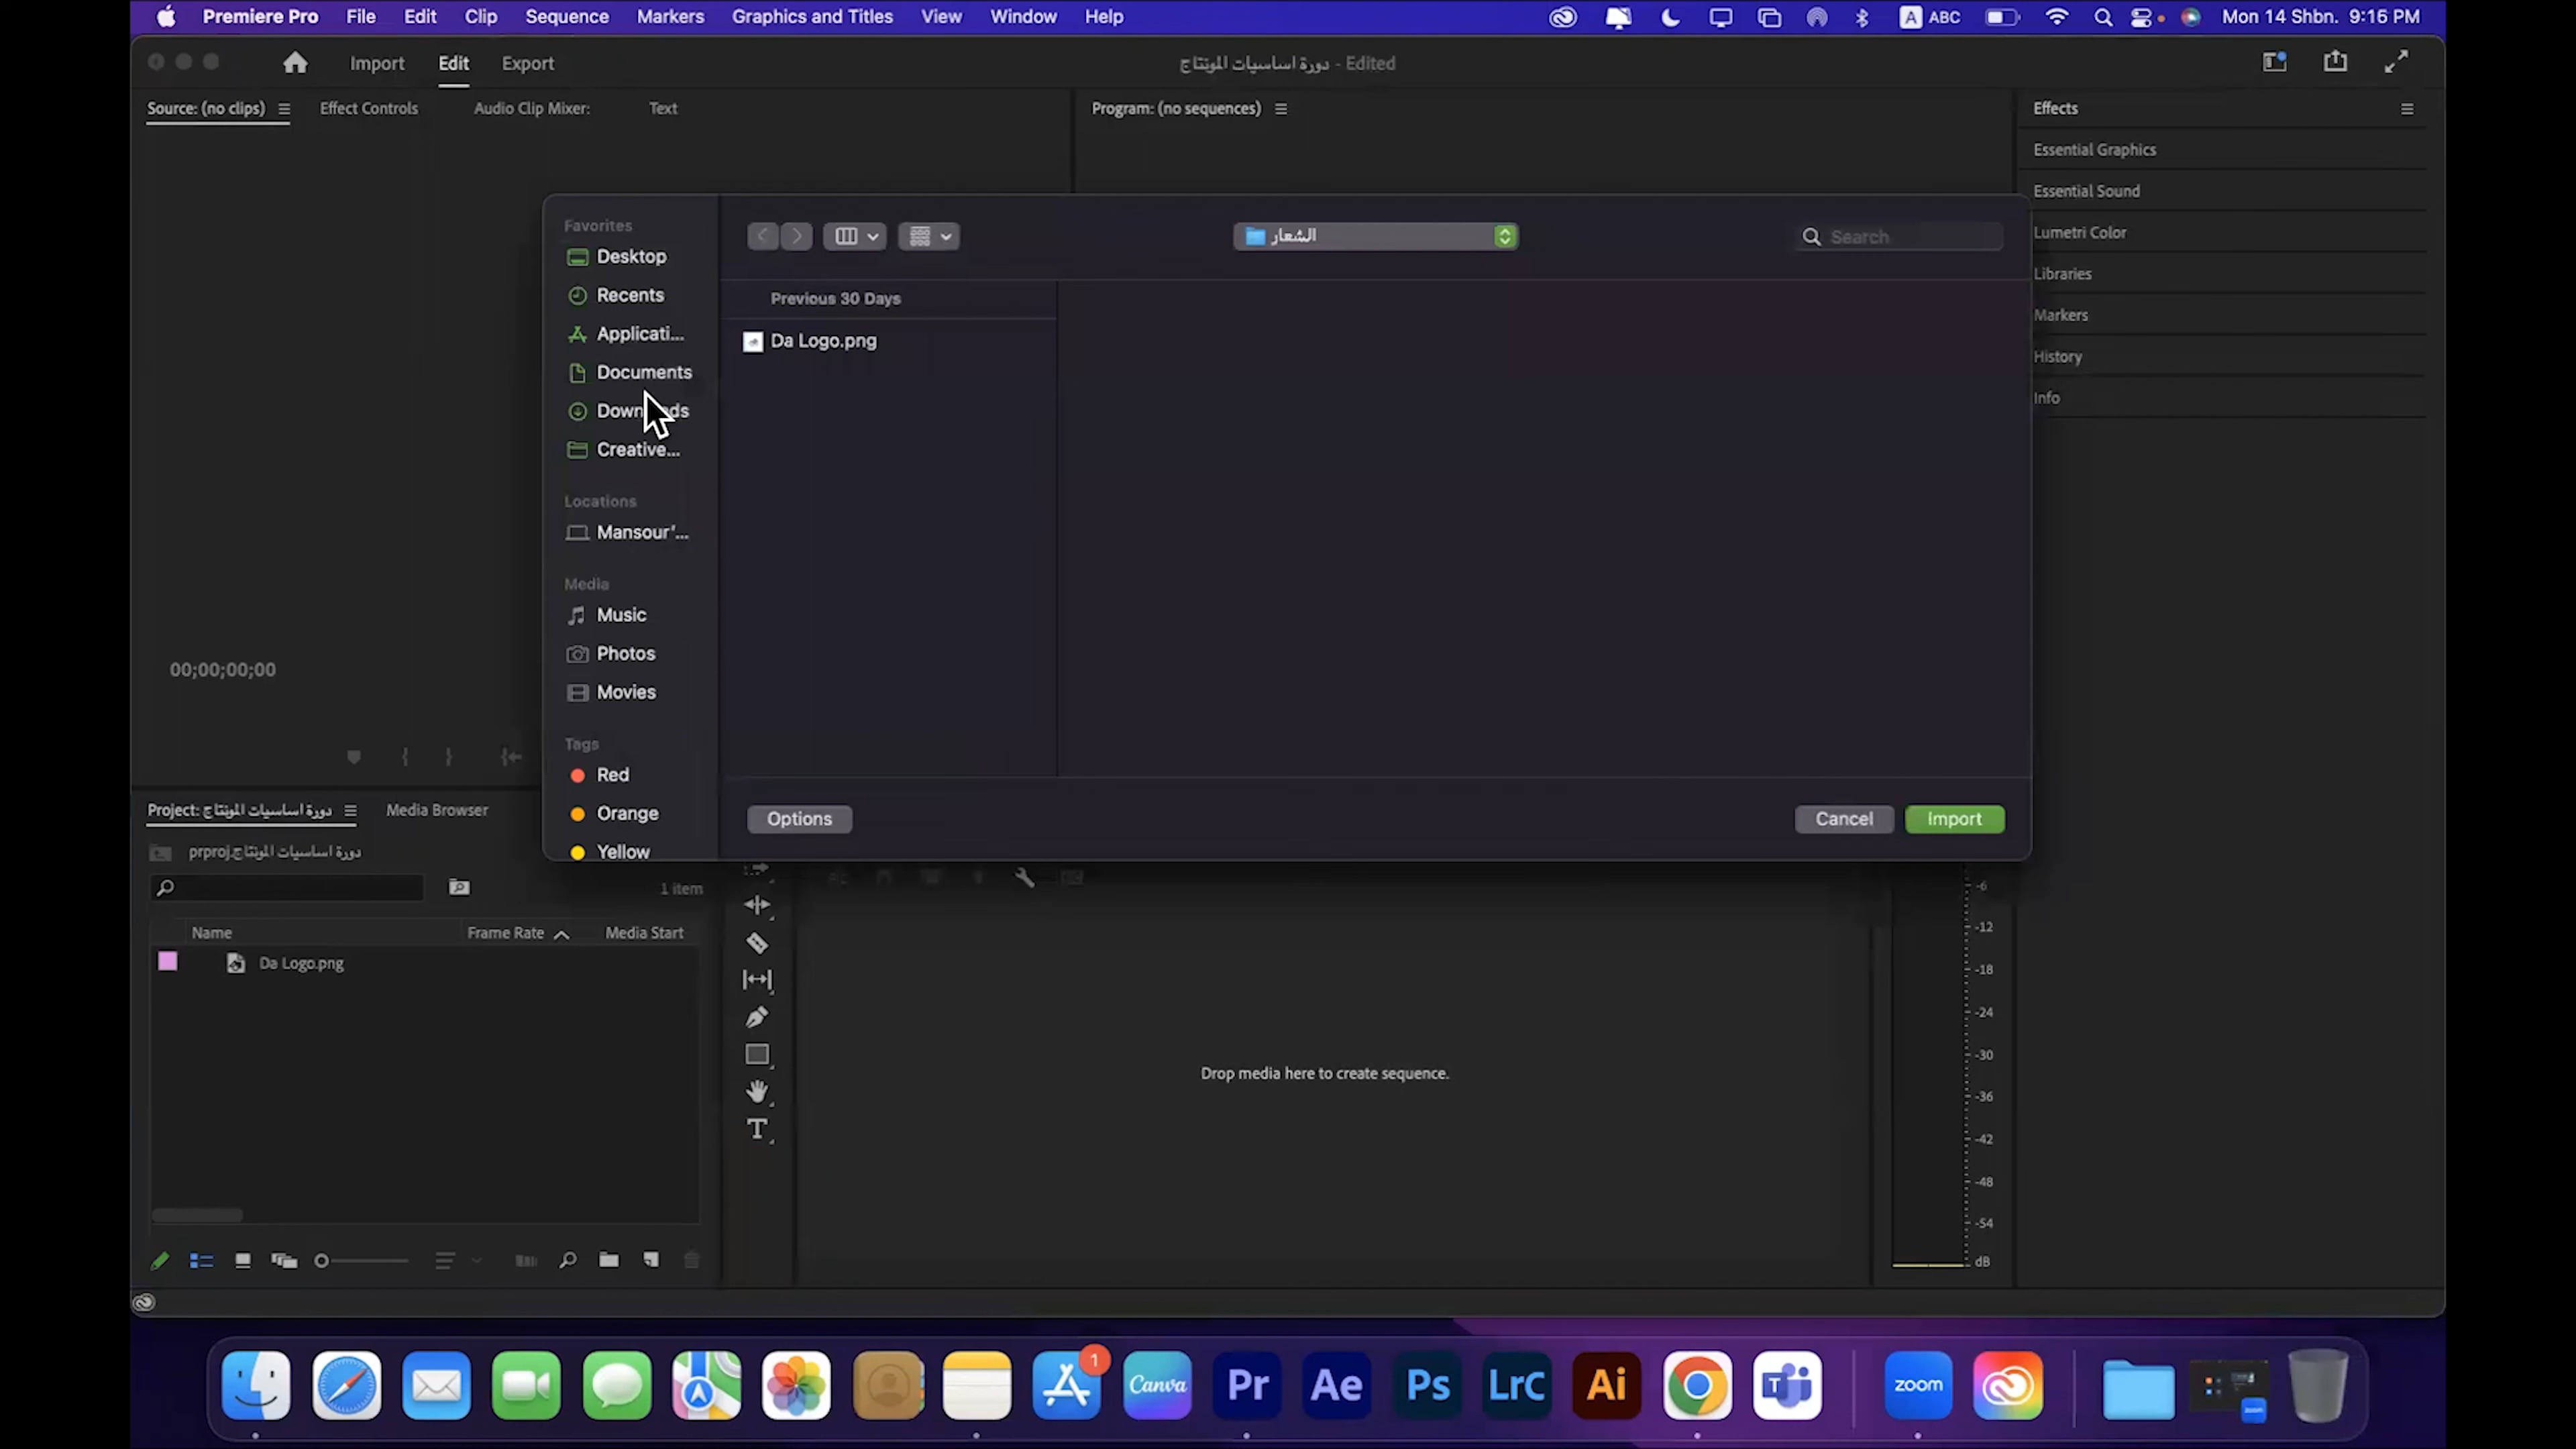 Premiere Pro File Edit Clip Sequence Markers Graphics and Titles View Window Help A ABC Mon 14 Shbn. 9:16 PM
Import Edit Export دورة اساسيات المونتاج - Edited
Source: (no clips) Effect Controls Audio Clip Mixer: Text Program: (no sequences) Effects
Essential Graphics
Essential Sound
Lumetri Color
Libraries
Markers
History
Info
Favorites
Desktop
Recents
Applicati...
Documents
Downloads
Creative...
Locations
Mansour'...
Media
Music
Photos
Movies
Tags
Red
Orange
Yellow
الشعار
Search
Previous 30 Days
Da Logo.png
Options Cancel Import
00;00;00;00
Project: دورة اساسيات المونتاج Media Browser
دورة اساسيات المونتاج.prproj
1 item
Name Frame Rate Media Start
Da Logo.png
Drop media here to create sequence.
-6
-12
-18
-24
-30
-36
-42
-48
-54
dB
1
Canva Pr Ae Ps LrC Ai T zoom
zoom